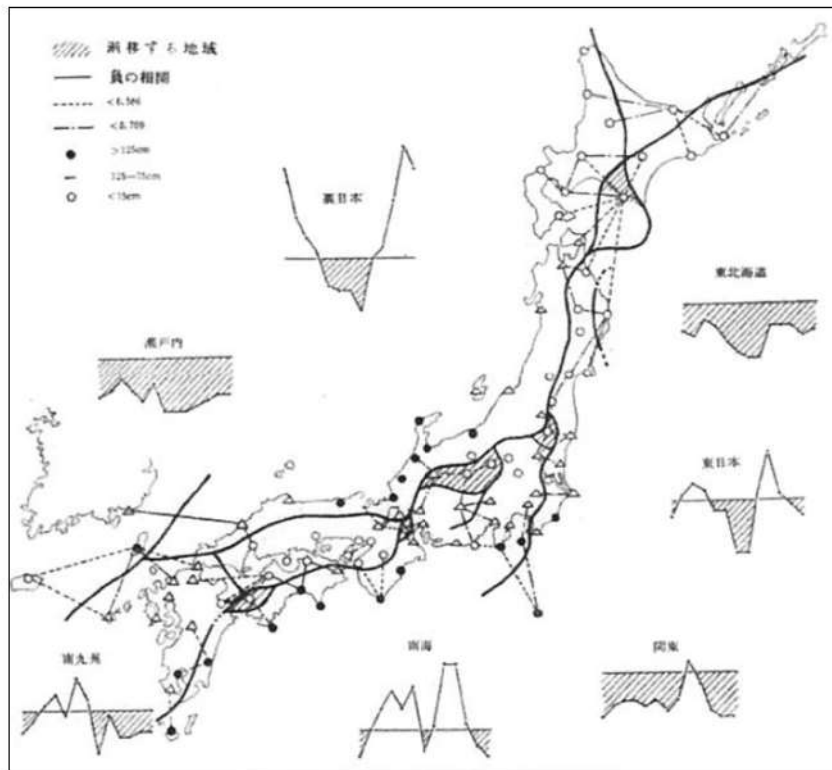 漸移する地域
負の相関
<0.566
<0.709
>125cm
125—75cm
<75cm
裏日本
東北海道
瀬戸内
東日本
南九州
南海
関東